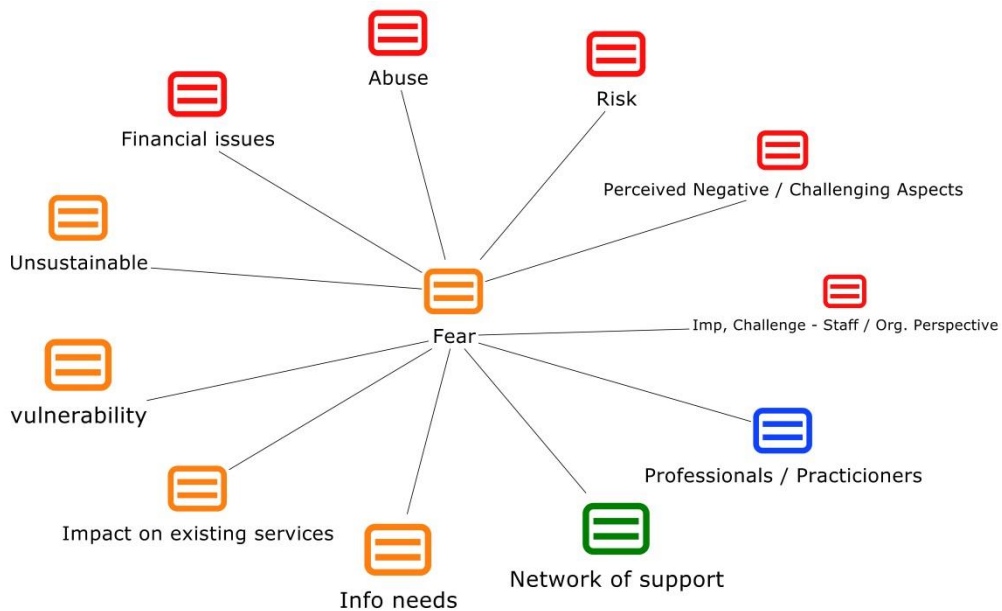 Abuse
Risk
Financial issues
Perceived Negative / Challenging Aspects
Unsustainable
Fear
Imp, Challenge - Staff / Org. Perspective
vulnerability
Professionals / Practicioners
Impact on existing services
Network of support
Info needs